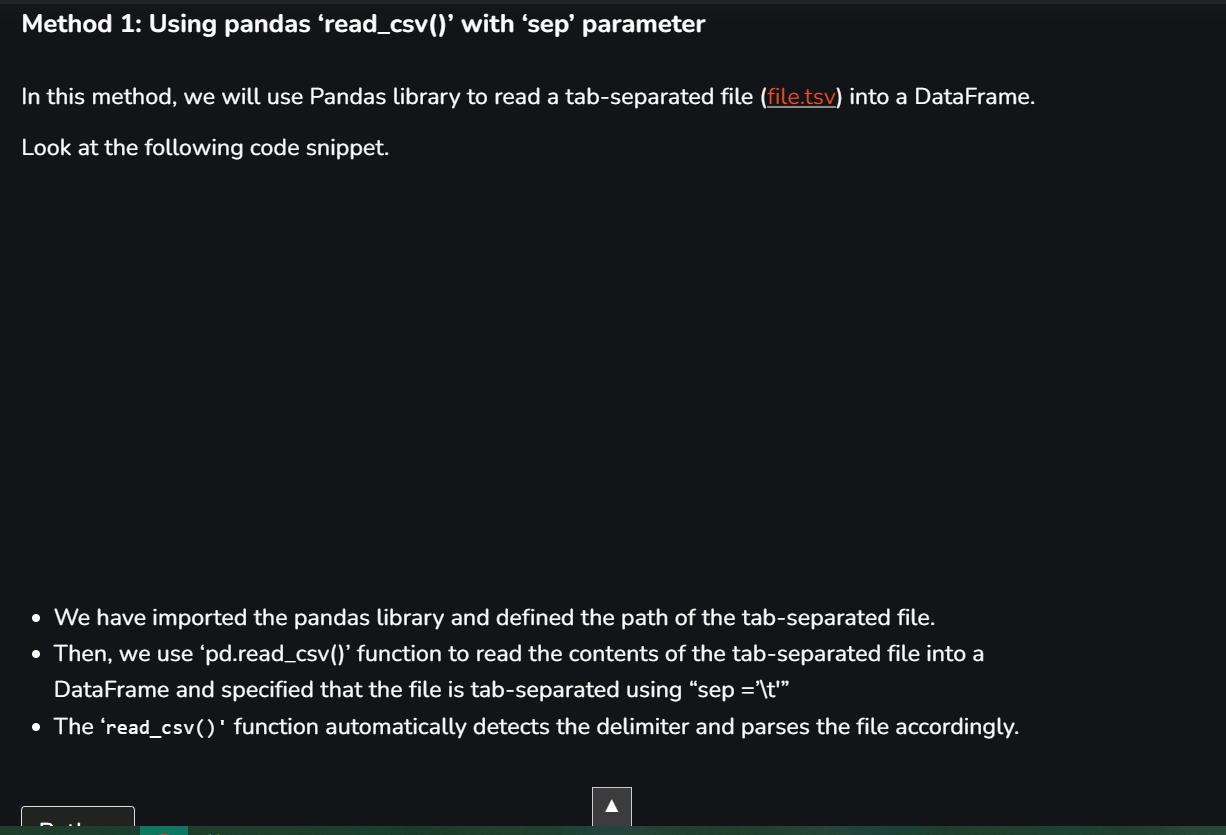 Method 1: Using pandas ‘read_csv()’ with ‘sep’ parameter
In this method, we will use Pandas library to read a tab-separated file (file.tsv) into a DataFrame.
Look at the following code snippet.
• We have imported the pandas library and defined the path of the tab-separated file.
• Then, we use ‘pd.read_csv()’ function to read the contents of the tab-separated file into a
DataFrame and specified that the file is tab-separated using “sep =’\t'”
• The ‘read_csv()' function automatically detects the delimiter and parses the file accordingly.